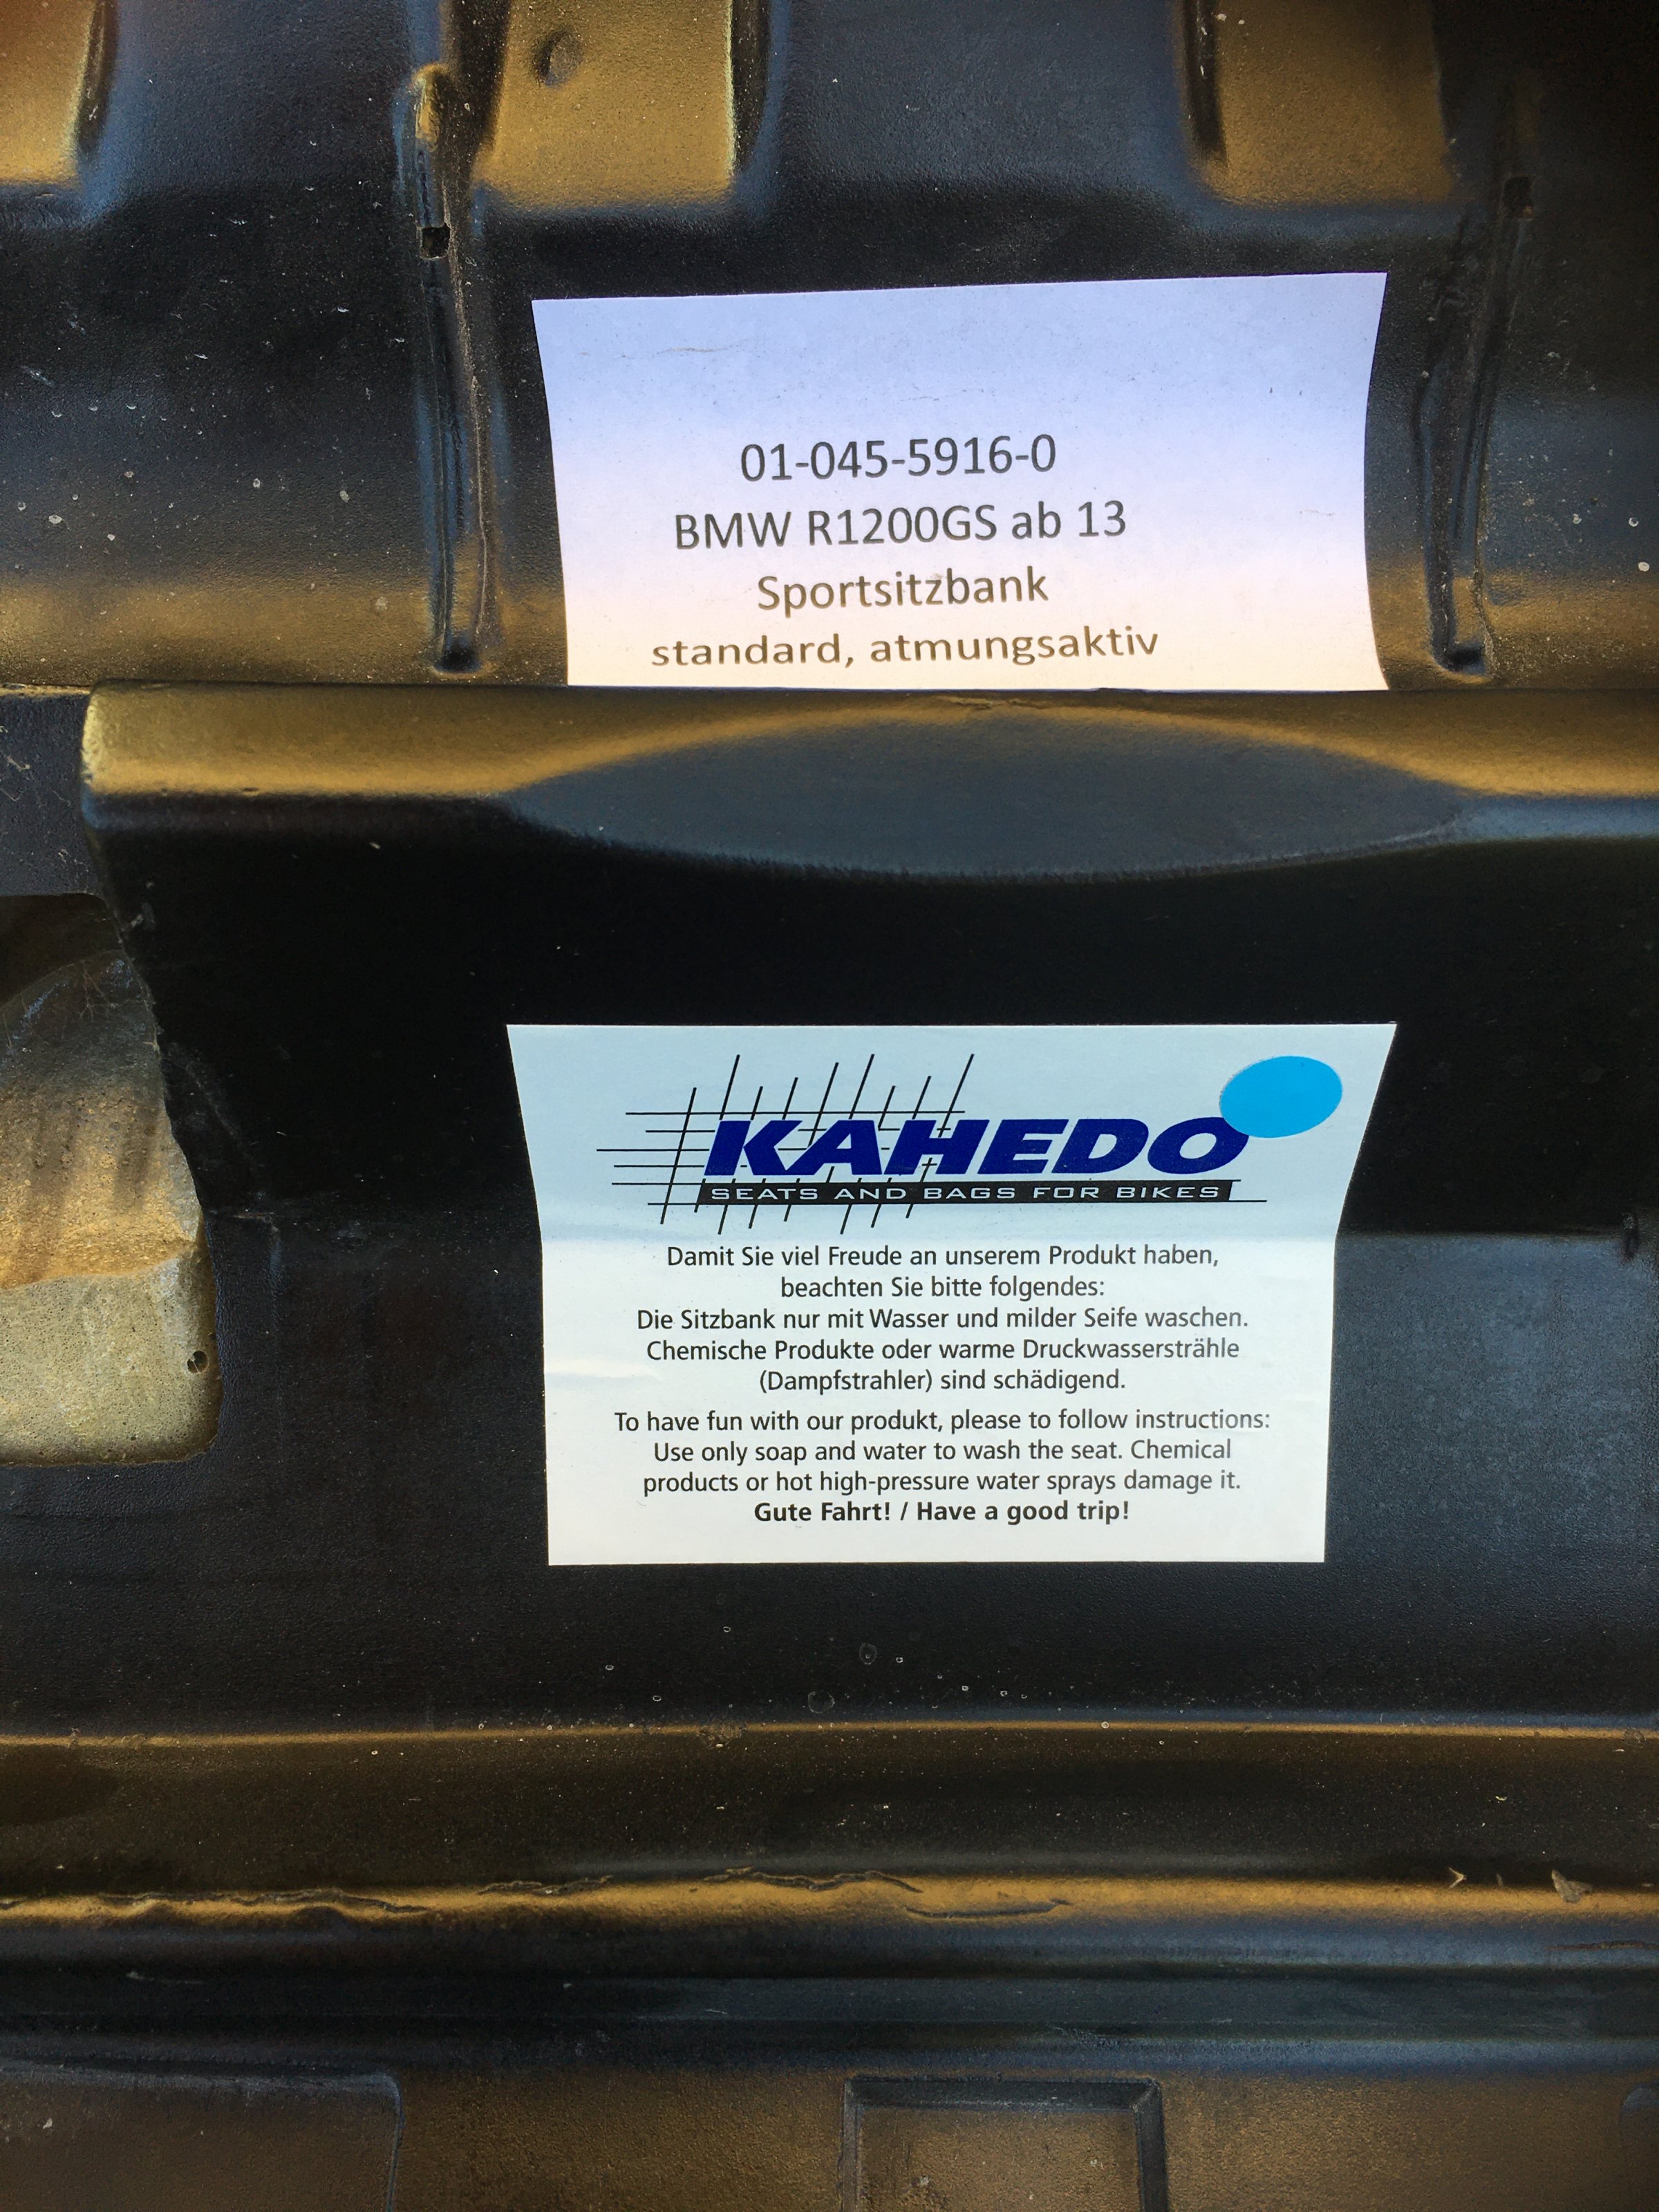 01-045-5916-0
BMW R1200GS ab 13
Sportsitzbank
standard, atmungsaktiv
KAHEDO
SEATS AND BAGS FOR BIKES
Damit Sie viel Freude an unserem Produkt haben,
beachten Sie bitte folgendes:
Die Sitzbank nur mit Wasser und milder Seife waschen.
Chemische Produkte oder warme Druckwassersträhle
(Dampfstrahler) sind schädigend.
To have fun with our produkt, please to follow instructions:
Use only soap and water to wash the seat. Chemical
products or hot high-pressure water sprays damage it.
Gute Fahrt! / Have a good trip!